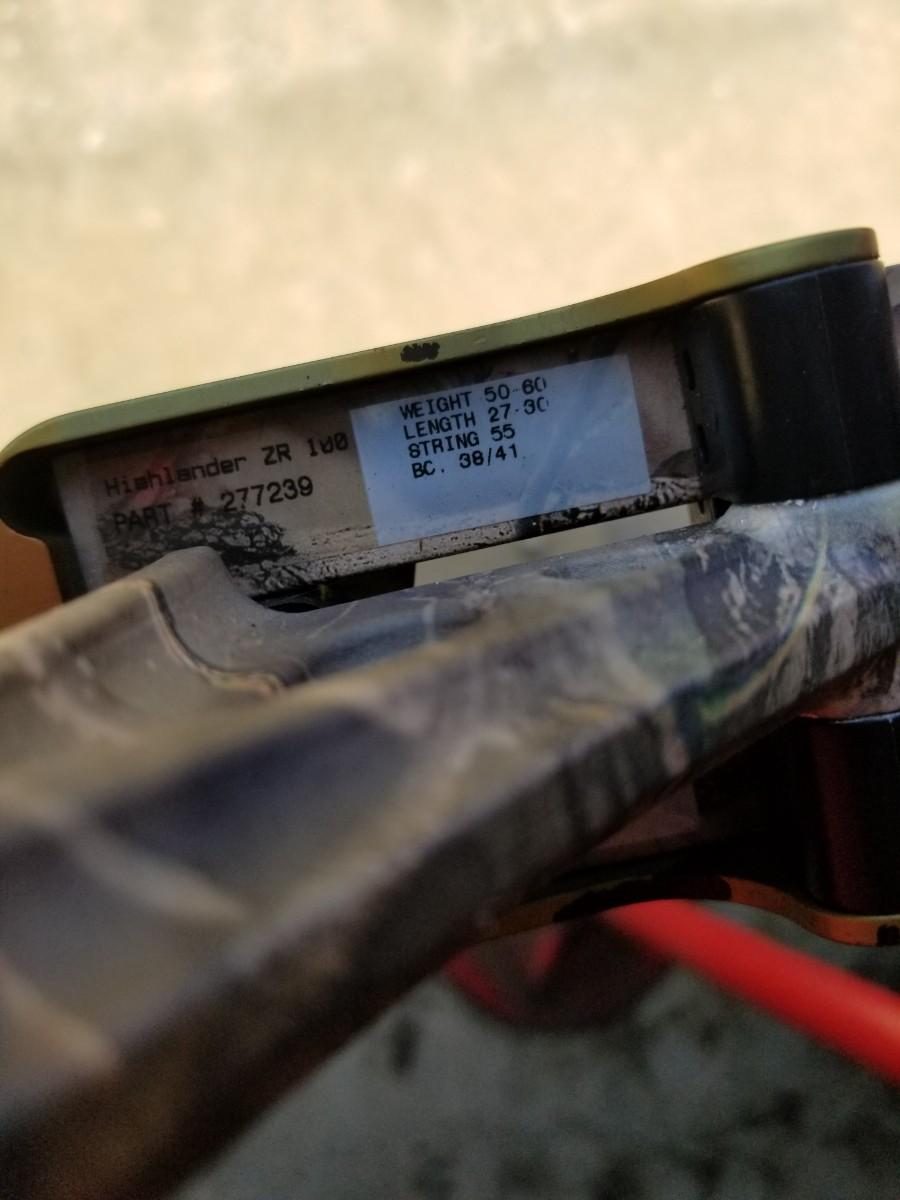 Highlander ZR 100
PART # 277239
WEIGHT 50-60
LENGTH 27-30
STRING 55
BC. 38/41